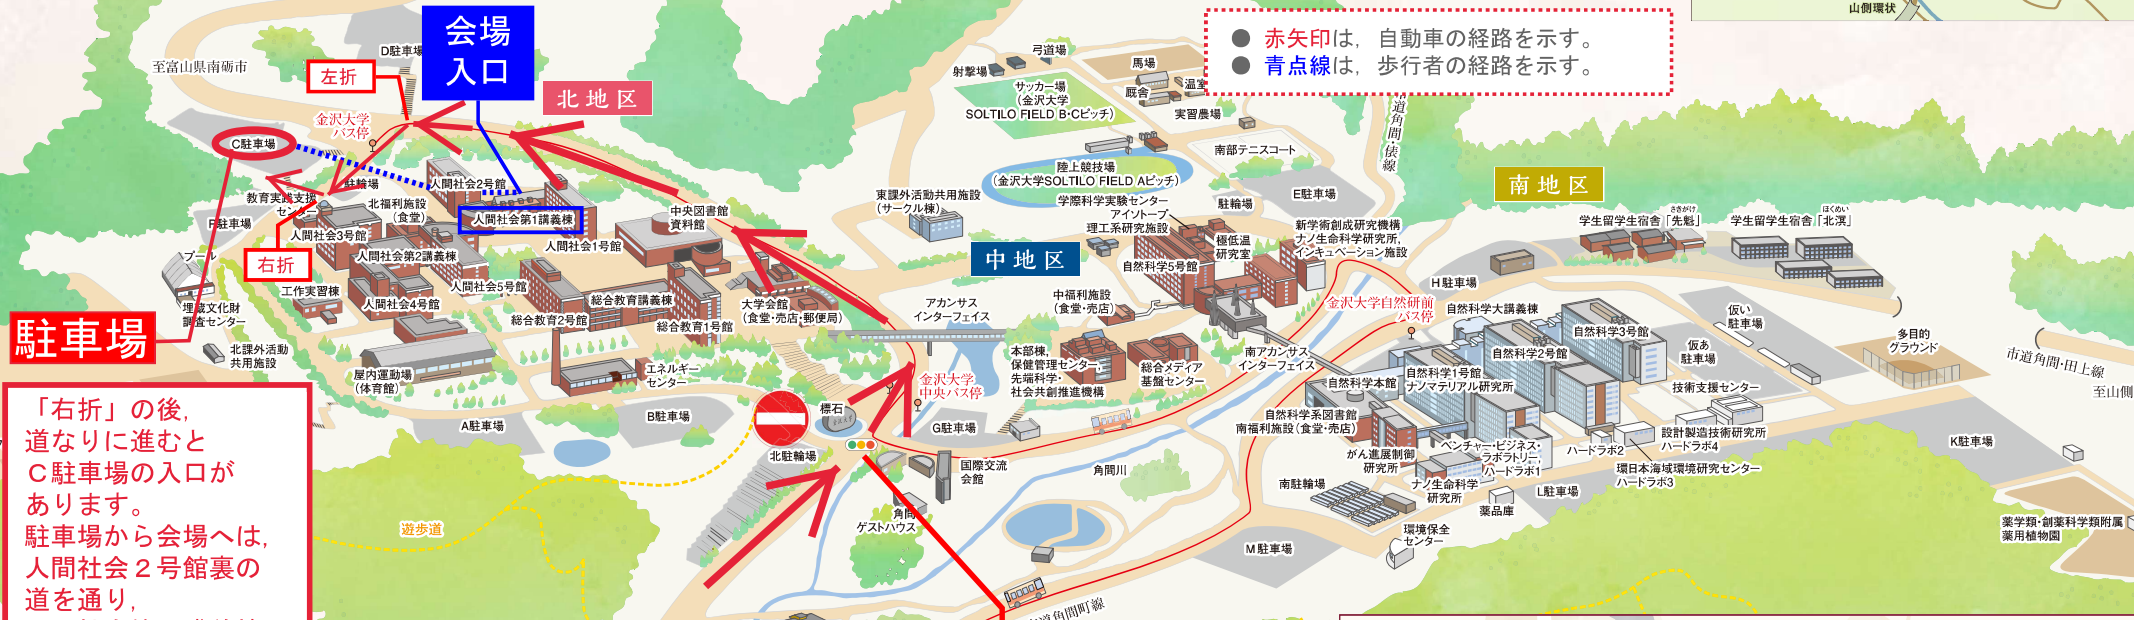 山側環状
● 赤矢印は，自動車の経路を示す。
● 青点線は，歩行者の経路を示す。
会場
入口
D駐車場
至富山県南砺市
左折
北地区
金沢大学
バス停
C駐車場
駐輪場
教育実践支援
センター
F駐車場
人間社会2号館
北福利施設
(食堂)
人間社会第1講義棟
人間社会3号館
人間社会第2講義棟
人間社会1号館
中央図書館
資料館
プール
右折
工作実習棟
人間社会4号館
人間社会5号館
総合教育2号館
総合教育講義棟
総合教育1号館
大学会館
(食堂・売店・郵便局)
埋蔵文化財
調査センター
駐車場
北課外活動
共用施設
屋内運動場
(体育館)
エネルギー
センター
A駐車場
B駐車場
「右折」の後，
道なりに進むと
Ｃ駐車場の入口が
あります。
駐車場から会場へは，
人間社会２号館裏の
道を通り，
遊歩道
標石
北駐輪場
弓道場
射撃場
馬場
厩舎
温室
サッカー場
(金沢大学
SOLTILO FIELD B・Cピッチ)
実習農場
南部テニスコート
陸上競技場
(金沢大学SOLTILO FIELD Aピッチ)
東課外活動共用施設
(サークル棟)
学際科学実験センター
アイソトープ
理工系研究施設
駐輪場
E駐車場
市道角間・俵線
中地区
自然科学5号館
極低温
研究室
新学術創成研究機構
ナノ生命科学研究所,
インキュベーション施設
中福利施設
(食堂・売店)
アカンサス
インターフェイス
本部棟,
保健管理センター,
先端科学・
社会共創推進機構
総合メディア
基盤センター
南アカンサス
インターフェイス
金沢大学
中央バス停
G駐車場
国際交流
会館
角間
ゲストハウス
角間川
南地区
学生留学生宿舎「先魁」
さきがけ
学生留学生宿舎「北溟」
ほくめい
H駐車場
金沢大学自然研前
バス停
自然科学大講義棟
自然科学3号館
自然科学2号館
自然科学1号館
ナノマテリアル研究所
自然科学本館
自然科学系図書館
南福利施設(食堂・売店)
がん進展制御
研究所
ベンチャー・ビジネス・
ラボラトリー,
ハードラボ1
ナノ生命科学
研究所
薬品庫
L駐車場
ハードラボ2
環日本海域環境研究センター
ハードラボ3
設計製造技術研究所
ハードラボ4
技術支援センター
仮い
駐車場
仮あ
駐車場
多目的
グラウンド
市道角間・田上線
至山側
K駐車場
南駐輪場
環境保全
センター
M駐車場
薬学類・創薬科学類附属
薬用植物園
市道角間町線